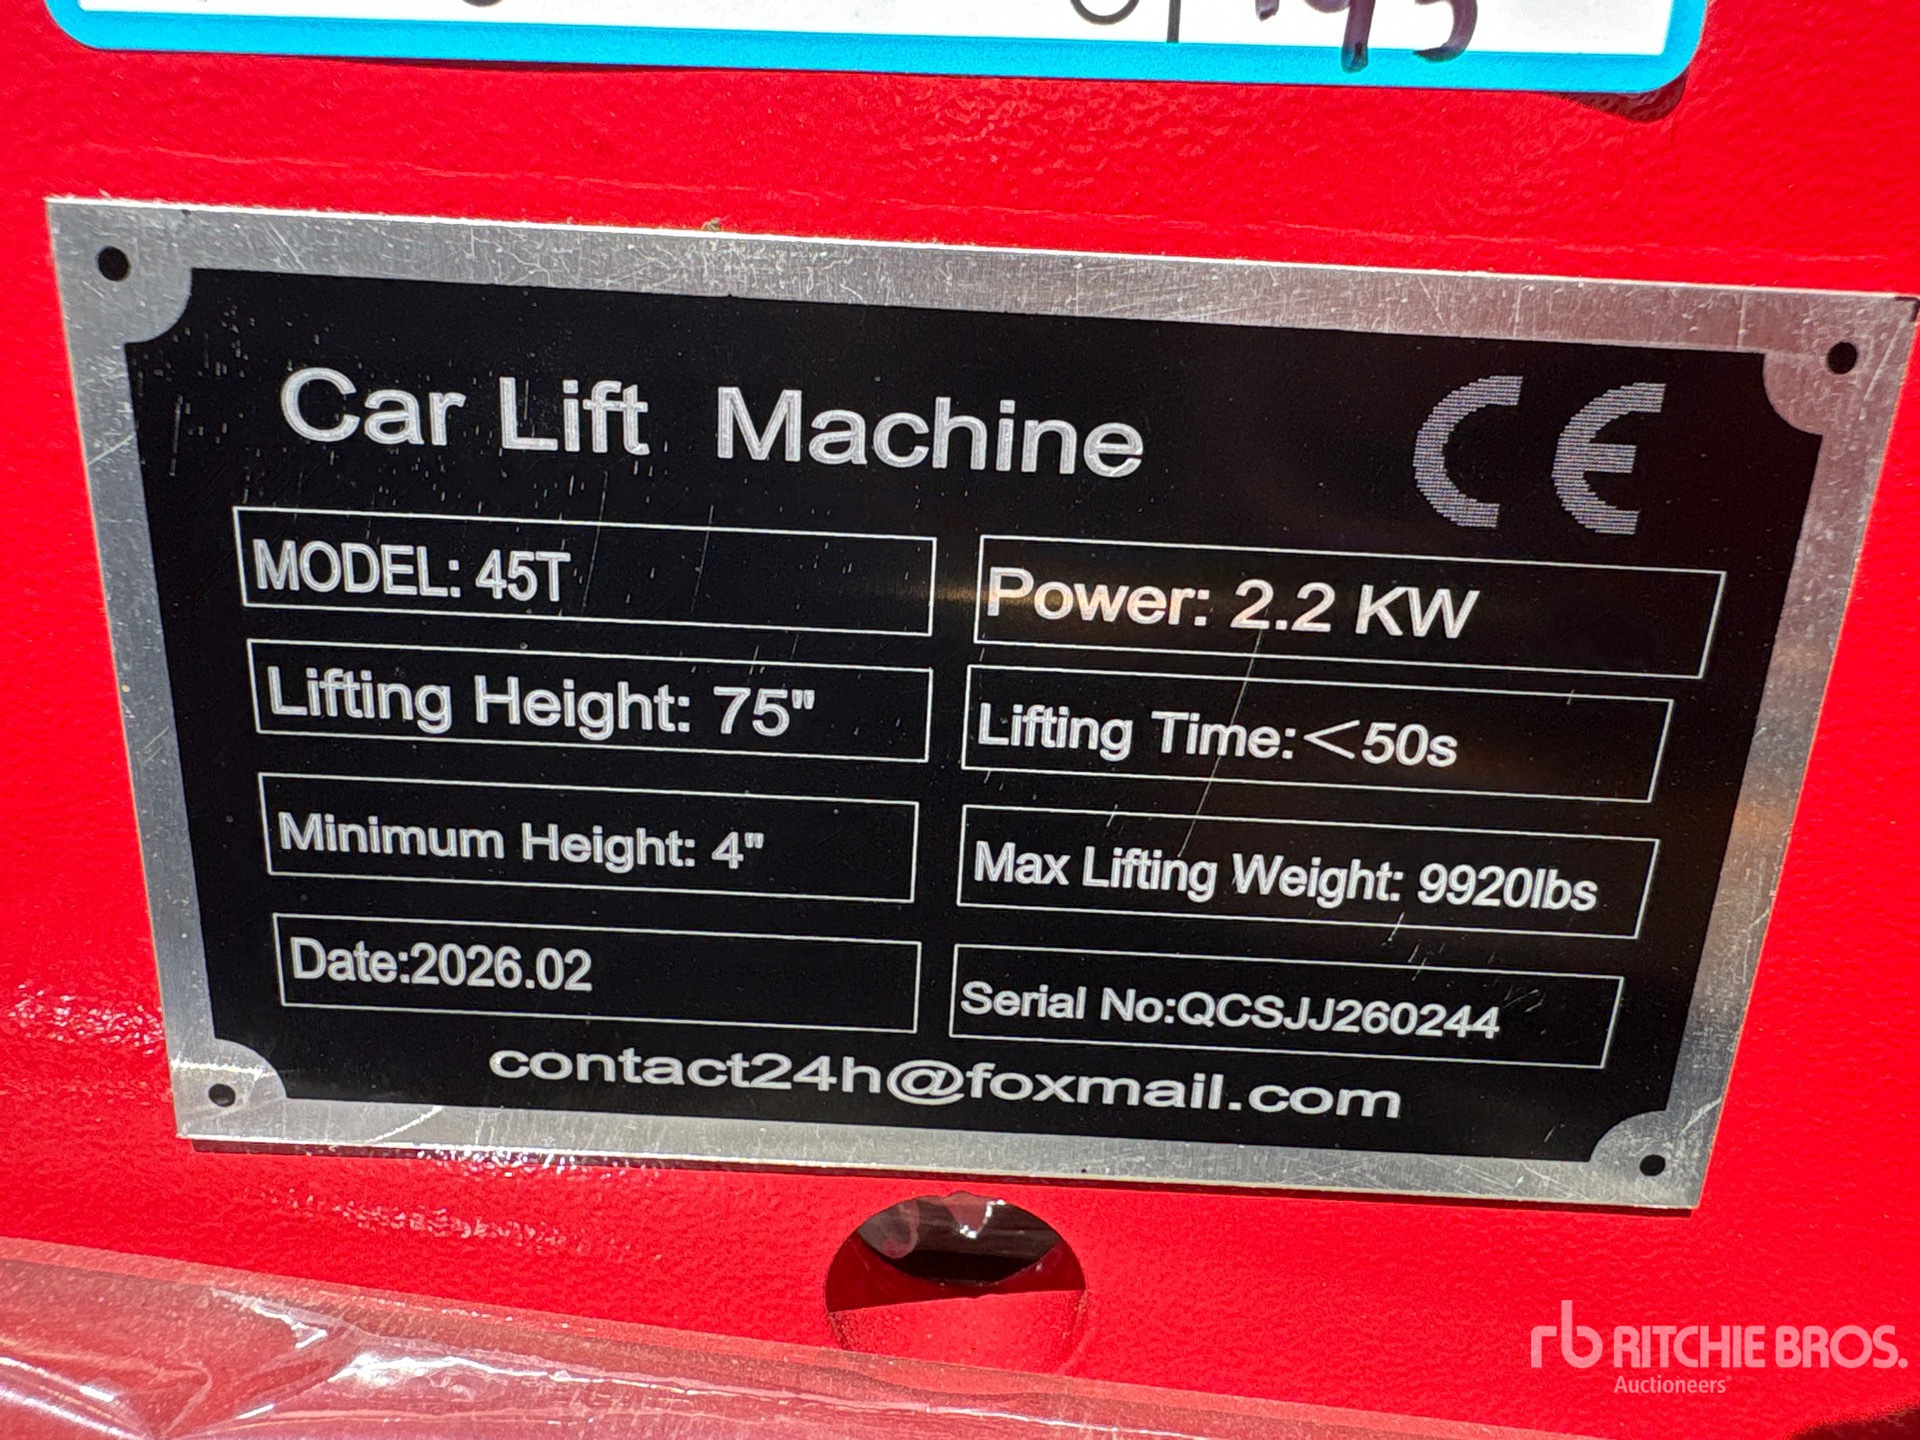 Car Lift Machine CE
MODEL: 45T
Power: 2.2 KW
Lifting Height: 75"
Lifting Time:<50s
Minimum Height: 4"
Max Lifting Weight: 9920lbs
Date:2026.02
Serial No:QCSJJ260244
contact24h@foxmail.com
rb RITCHIE BROS.
Auctioneers